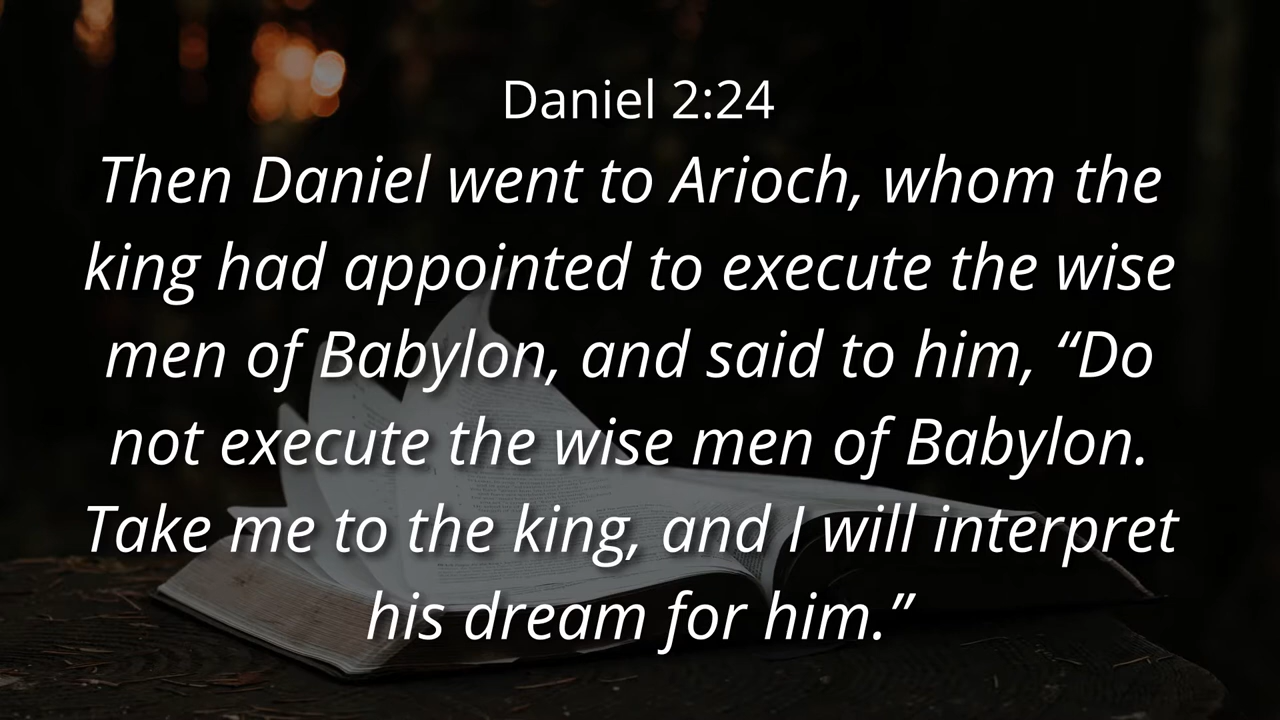 Daniel 2:24
Then Daniel went to Arioch, whom the
king had appointed to execute the wise
men of Babylon, and said to him, “Do
not execute the wise men of Babylon.
Take me to the king, and I will interpret
his dream for him.”